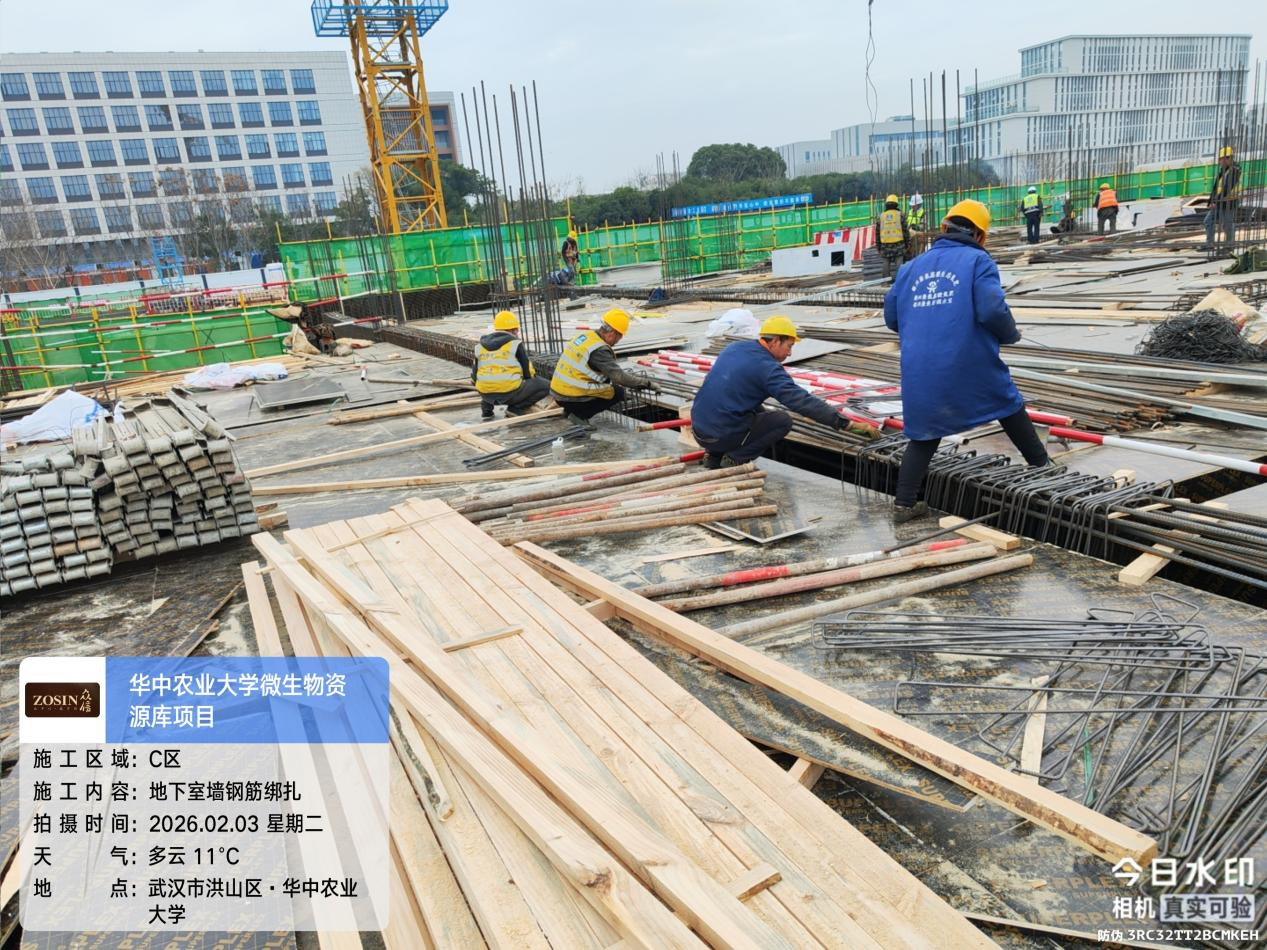 ZOSIN众信
华中农业大学微生物资
源库项目
施工区域：C区
施工内容：地下室墙钢筋绑扎
拍摄时间：2026.02.03 星期二
天气：多云 11℃
地点：武汉市洪山区·华中农业
大学
今日水印
相机真实可验
防伪 3RC32TT2BCMKEH